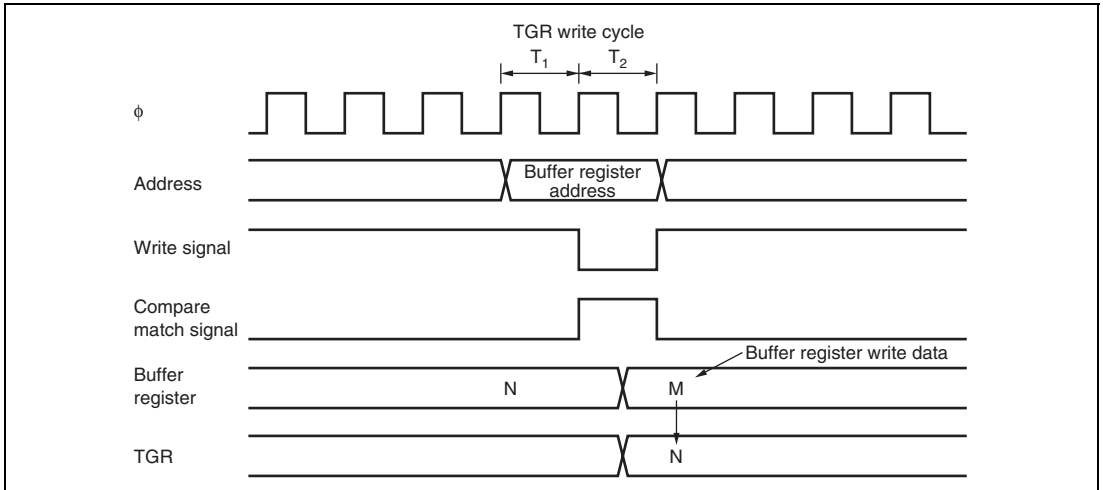 TGR write cycle
T1 T2
ϕ
Address
Buffer register
address
Write signal
Compare
match signal
Buffer register write data
Buffer
register
N M
TGR
N